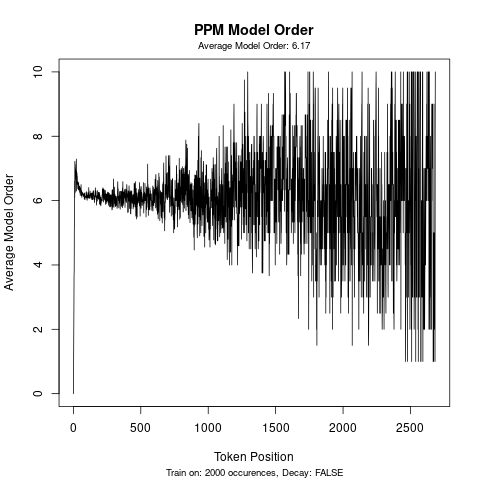 PPM Model Order
Average Model Order: 6.17
Average Model Order
10
8
6
4
2
0
0 500 1000 1500 2000 2500
Token Position
Train on: 2000 occurences, Decay: FALSE